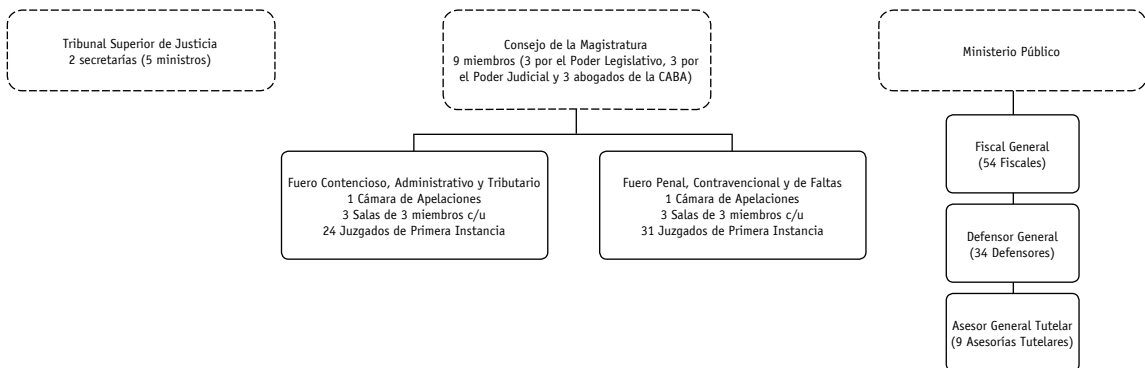 Tribunal Superior de Justicia
2 secretarías (5 ministros)
Consejo de la Magistratura
9 miembros (3 por el Poder Legislativo, 3 por
el Poder Judicial y 3 abogados de la CABA)
Ministerio Público
Fuero Contencioso, Administrativo y Tributario
1 Cámara de Apelaciones
3 Salas de 3 miembros c/u
24 Juzgados de Primera Instancia
Fuero Penal, Contravencional y de Faltas
1 Cámara de Apelaciones
3 Salas de 3 miembros c/u
31 Juzgados de Primera Instancia
Fiscal General
(54 Fiscales)
Defensor General
(34 Defensores)
Asesor General Tutelar
(9 Asesorías Tutelares)